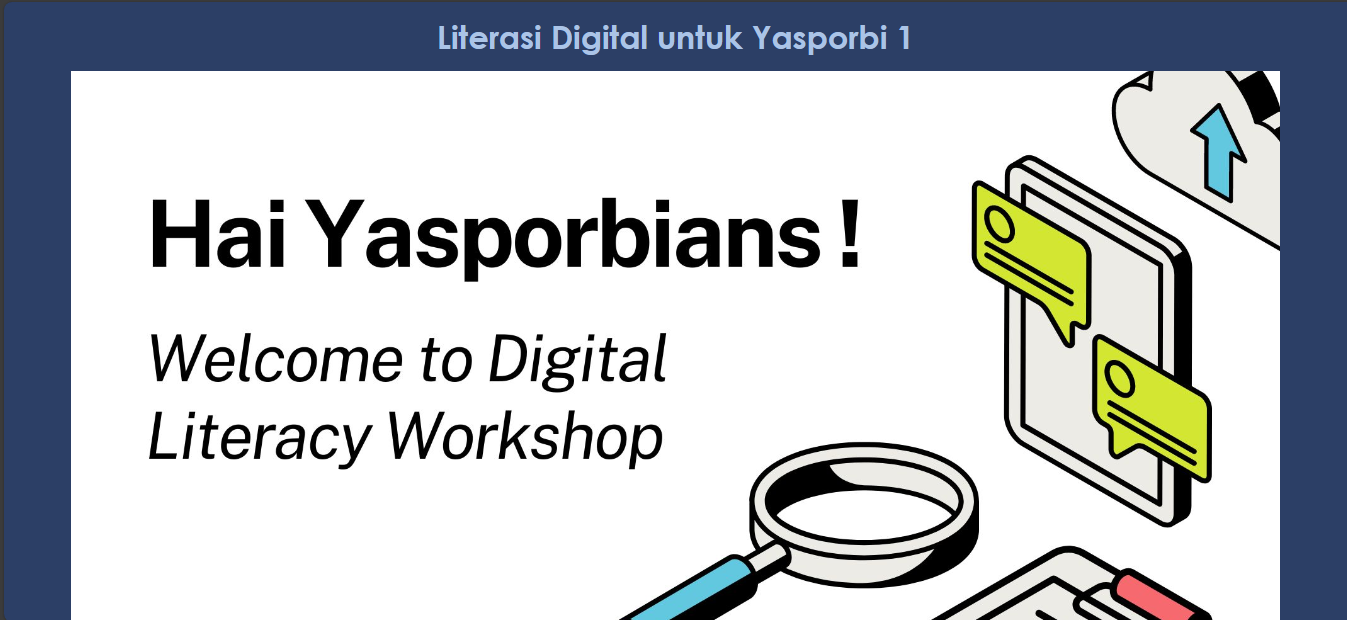 Literasi Digital untuk Yasporbi 1
Hai Yasporbians !
Welcome to Digital
Literacy Workshop